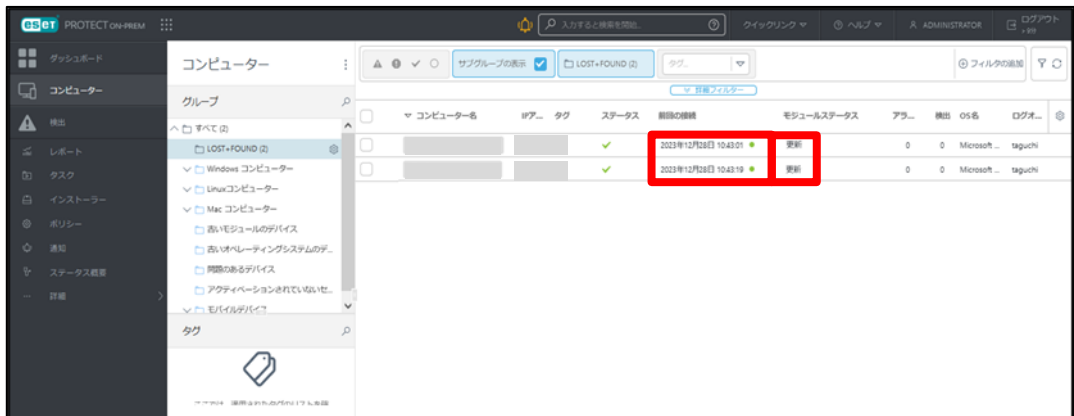 eset PROTECT ON-PREM
入力すると検索を開始...
クイックリンク
ヘルプ
ADMINISTRATOR
ログアウト
ダッシュボード
コンピューター
検出
レポート
タスク
インストーラー
ポリシー
通知
ステータス概要
詳細
コンピューター
グループ
すべて (2)
LOST+FOUND (2)
Windows コンピューター
Linuxコンピューター
Mac コンピューター
古いモジュールのデバイス
古いオペレーティングシステムのデ...
問題のあるデバイス
アクティベーションされていないセ...
モバイルデバイス
タグ
サブグループの表示
LOST+FOUND (2)
タグ...
フィルタの追加
詳細フィルター
コンピューター名 IPア... タグ ステータス 前回の接続 モジュールステータス アラ... 検出 OS名 ログオ...
2023年12月28日 10:43:01 更新 0 0 Microsoft ... taguchi
2023年12月28日 10:43:19 更新 0 0 Microsoft ... taguchi